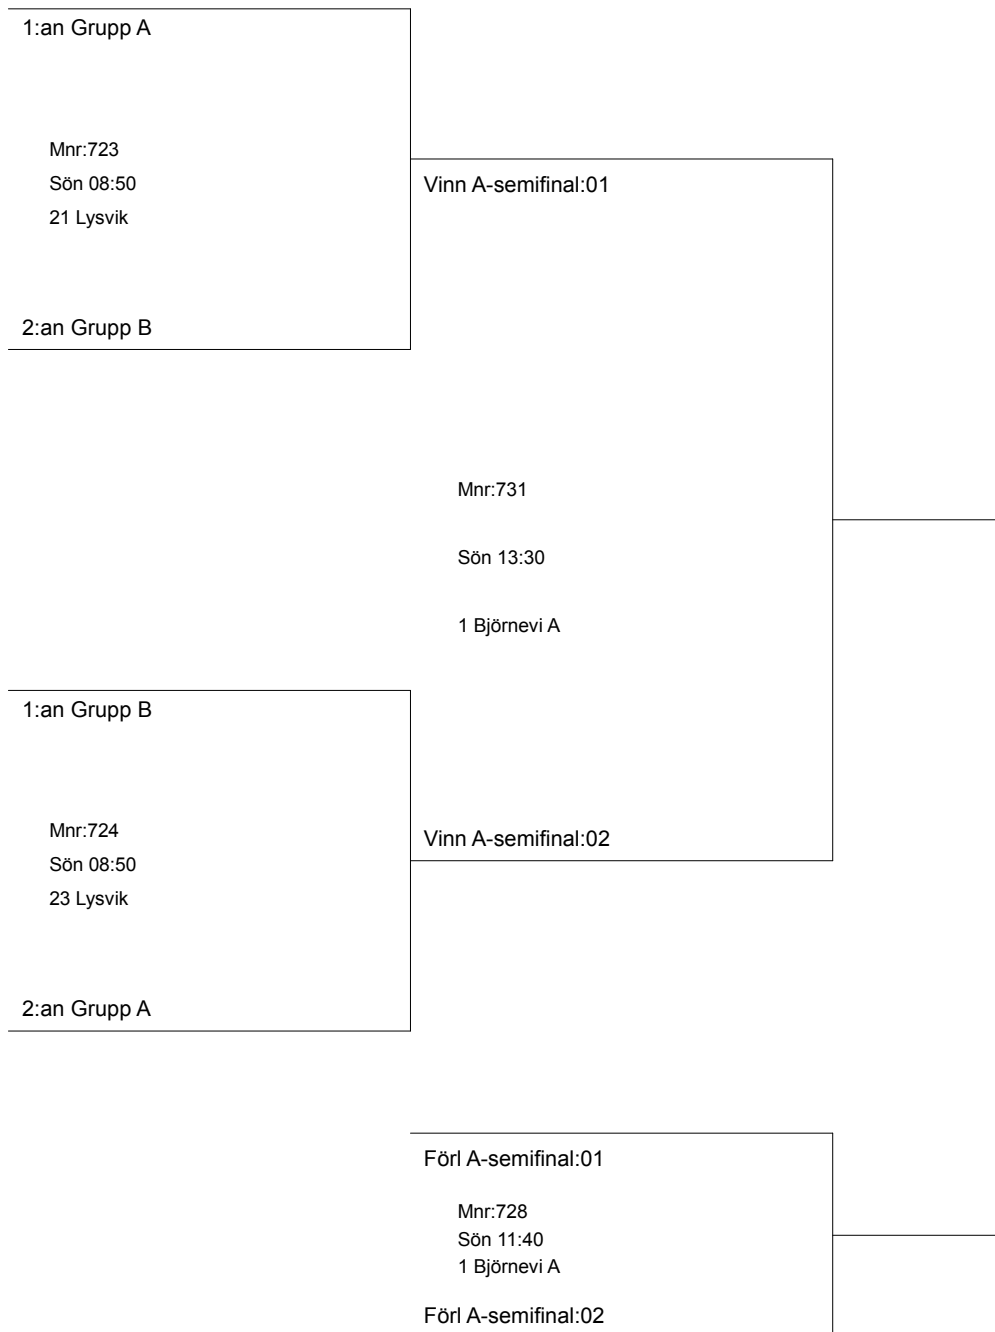 1:an Grupp A
Mnr:723
Sön 08:50
21 Lysvik
2:an Grupp B
Vinn A-semifinal:01
Mnr:731
Sön 13:30
1 Björnevi A
Vinn A-semifinal:02
1:an Grupp B
Mnr:724
Sön 08:50
23 Lysvik
2:an Grupp A
Förl A-semifinal:01
Mnr:728
Sön 11:40
1 Björnevi A
Förl A-semifinal:02